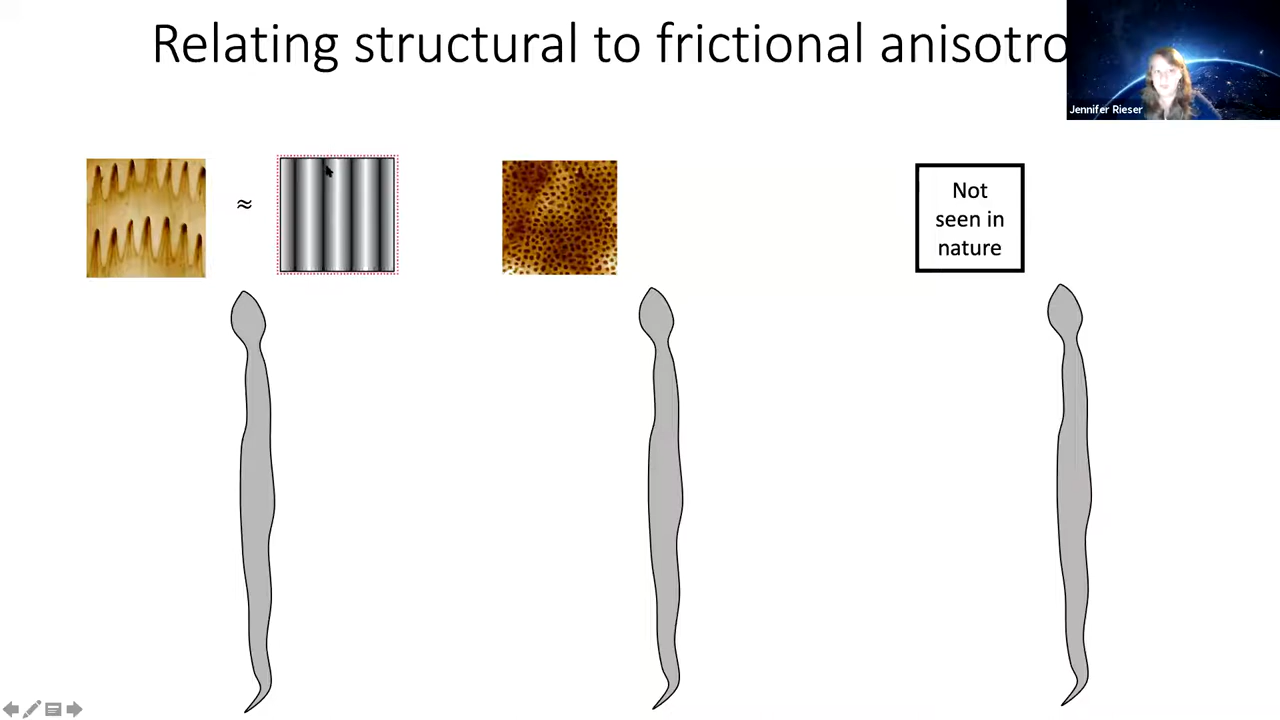 Relating structural to frictional anisotro
Jennifer Rieser
≈
Not
seen in
nature